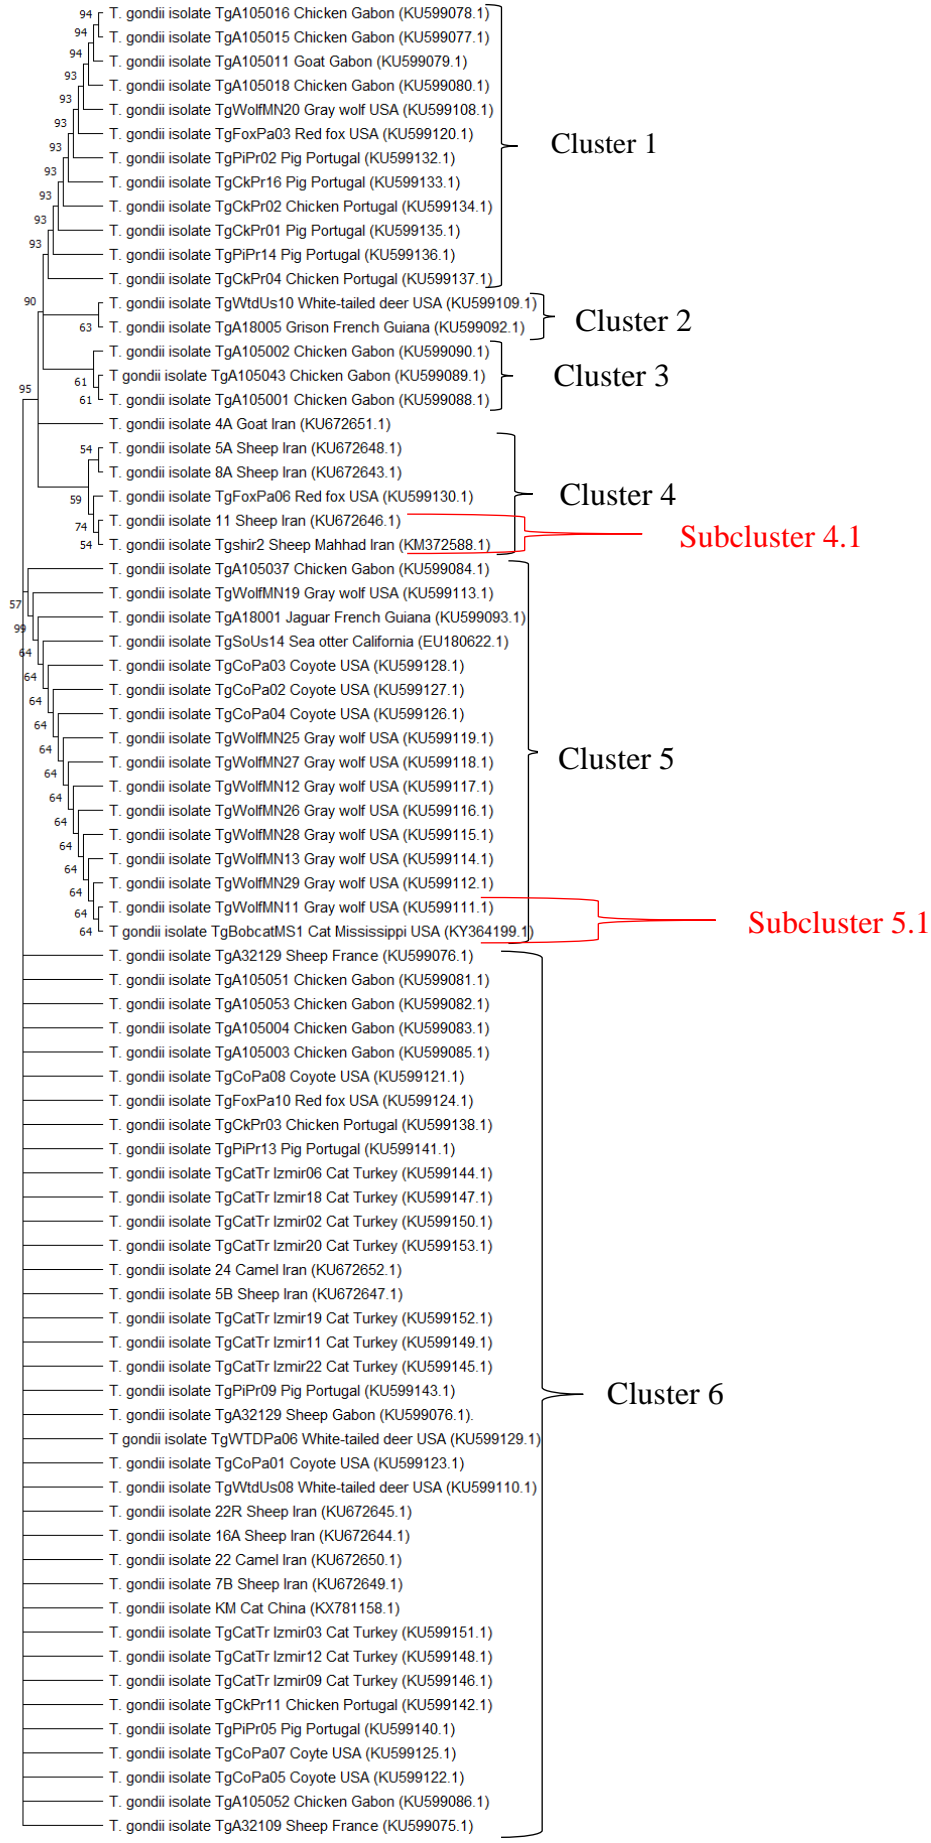 94 T. gondii isolate TgA105016 Chicken Gabon (KU599078.1)
94 T. gondii isolate TgA105015 Chicken Gabon (KU599077.1)
94 T. gondii isolate TgA105011 Goat Gabon (KU599079.1)
93 T. gondii isolate TgA105018 Chicken Gabon (KU599080.1)
93 T. gondii isolate TgWolfMN20 Gray wolf USA (KU599108.1)
93 T. gondii isolate TgFoxPa03 Red fox USA (KU599120.1)
Cluster 1
93 T. gondii isolate TgPiPr02 Pig Portugal (KU599132.1)
93 T. gondii isolate TgCkPr16 Pig Portugal (KU599133.1)
93 T. gondii isolate TgCkPr02 Chicken Portugal (KU599134.1)
93 T. gondii isolate TgCkPr01 Pig Portugal (KU599135.1)
93 T. gondii isolate TgPiPr14 Pig Portugal (KU599136.1)
T. gondii isolate TgCkPr04 Chicken Portugal (KU599137.1)
90 T. gondii isolate TgWtdUs10 White-tailed deer USA (KU599109.1)
Cluster 2
63 T. gondii isolate TgA18005 Grison French Guiana (KU599092.1)
T. gondii isolate TgA105002 Chicken Gabon (KU599090.1)
61 T gondii isolate TgA105043 Chicken Gabon (KU599089.1)
Cluster 3
95
61 T. gondii isolate TgA105001 Chicken Gabon (KU599088.1)
T. gondii isolate 4A Goat Iran (KU672651.1)
54 T. gondii isolate 5A Sheep Iran (KU672648.1)
T. gondii isolate 8A Sheep Iran (KU672643.1)
59 T. gondii isolate TgFoxPa06 Red fox USA (KU599130.1)
Cluster 4
74 T. gondii isolate 11 Sheep Iran (KU672646.1)
Subcluster 4.1
54 T. gondii isolate Tgshir2 Sheep Mahhad Iran (KM372588.1)
T. gondii isolate TgA105037 Chicken Gabon (KU599084.1)
57 T. gondii isolate TgWolfMN19 Gray wolf USA (KU599113.1)
99 T. gondii isolate TgA18001 Jaguar French Guiana (KU599093.1)
64 T. gondii isolate TgSoUs14 Sea otter California (EU180622.1)
64 T. gondii isolate TgCoPa03 Coyote USA (KU599128.1)
64 T. gondii isolate TgCoPa02 Coyote USA (KU599127.1)
64 T. gondii isolate TgCoPa04 Coyote USA (KU599126.1)
64 T. gondii isolate TgWolfMN25 Gray wolf USA (KU599119.1)
Cluster 5
64 T. gondii isolate TgWolfMN27 Gray wolf USA (KU599118.1)
64 T. gondii isolate TgWolfMN12 Gray wolf USA (KU599117.1)
64 T. gondii isolate TgWolfMN26 Gray wolf USA (KU599116.1)
64 T. gondii isolate TgWolfMN28 Gray wolf USA (KU599115.1)
64 T. gondii isolate TgWolfMN13 Gray wolf USA (KU599114.1)
64 T. gondii isolate TgWolfMN29 Gray wolf USA (KU599112.1)
64 T. gondii isolate TgWolfMN11 Gray wolf USA (KU599111.1)
Subcluster 5.1
64 T gondii isolate TgBobcatMS1 Cat Mississippi USA (KY364199.1)
T. gondii isolate TgA32129 Sheep France (KU599076.1)
T. gondii isolate TgA105051 Chicken Gabon (KU599081.1)
T. gondii isolate TgA105053 Chicken Gabon (KU599082.1)
T. gondii isolate TgA105004 Chicken Gabon (KU599083.1)
T. gondii isolate TgA105003 Chicken Gabon (KU599085.1)
T. gondii isolate TgCoPa08 Coyote USA (KU599121.1)
T. gondii isolate TgFoxPa10 Red fox USA (KU599124.1)
T. gondii isolate TgCkPr03 Chicken Portugal (KU599138.1)
T. gondii isolate TgPiPr13 Pig Portugal (KU599141.1)
T. gondii isolate TgCatTr Izmir06 Cat Turkey (KU599144.1)
T. gondii isolate TgCatTr Izmir18 Cat Turkey (KU599147.1)
T. gondii isolate TgCatTr Izmir02 Cat Turkey (KU599150.1)
T. gondii isolate TgCatTr Izmir20 Cat Turkey (KU599153.1)
T. gondii isolate 24 Camel Iran (KU672652.1)
T. gondii isolate 5B Sheep Iran (KU672647.1)
T. gondii isolate TgCatTr Izmir19 Cat Turkey (KU599152.1)
T. gondii isolate TgCatTr Izmir11 Cat Turkey (KU599149.1)
T. gondii isolate TgCatTr Izmir22 Cat Turkey (KU599145.1)
T. gondii isolate TgPiPr09 Pig Portugal (KU599143.1)
Cluster 6
T. gondii isolate TgA32129 Sheep Gabon (KU599076.1).
T gondii isolate TgWTDPa06 White-tailed deer USA (KU599129.1)
T. gondii isolate TgCoPa01 Coyote USA (KU599123.1)
T. gondii isolate TgWtdUs08 White-tailed deer USA (KU599110.1)
T. gondii isolate 22R Sheep Iran (KU672645.1)
T. gondii isolate 16A Sheep Iran (KU672644.1)
T. gondii isolate 22 Camel Iran (KU672650.1)
T. gondii isolate 7B Sheep Iran (KU672649.1)
T. gondii isolate KM Cat China (KX781158.1)
T. gondii isolate TgCatTr Izmir03 Cat Turkey (KU599151.1)
T. gondii isolate TgCatTr Izmir12 Cat Turkey (KU599148.1)
T. gondii isolate TgCatTr Izmir09 Cat Turkey (KU599146.1)
T. gondii isolate TgCkPr11 Chicken Portugal (KU599142.1)
T. gondii isolate TgPiPr05 Pig Portugal (KU599140.1)
T. gondii isolate TgCoPa07 Coyte USA (KU599125.1)
T. gondii isolate TgCoPa05 Coyote USA (KU599122.1)
T. gondii isolate TgA105052 Chicken Gabon (KU599086.1)
T. gondii isolate TgA32109 Sheep France (KU599075.1)